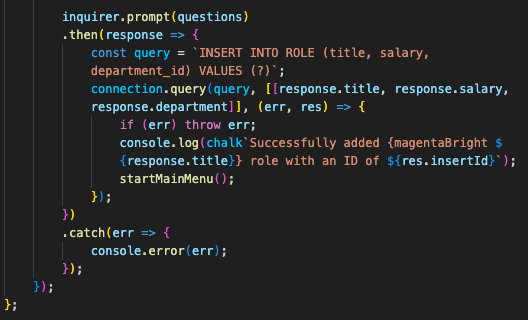 inquirer.prompt(questions)
.then(response => {
const query = `INSERT INTO ROLE (title, salary,
department_id) VALUES (?)`;
connection.query(query, [[response.title, response.salary,
response.department]], (err, res) => {
if (err) throw err;
console.log(chalk`Successfully added {magentaBright $
{response.title}} role with an ID of ${res.insertId}`);
startMainMenu();
});
})
.catch(err => {
console.error(err);
});
});
};